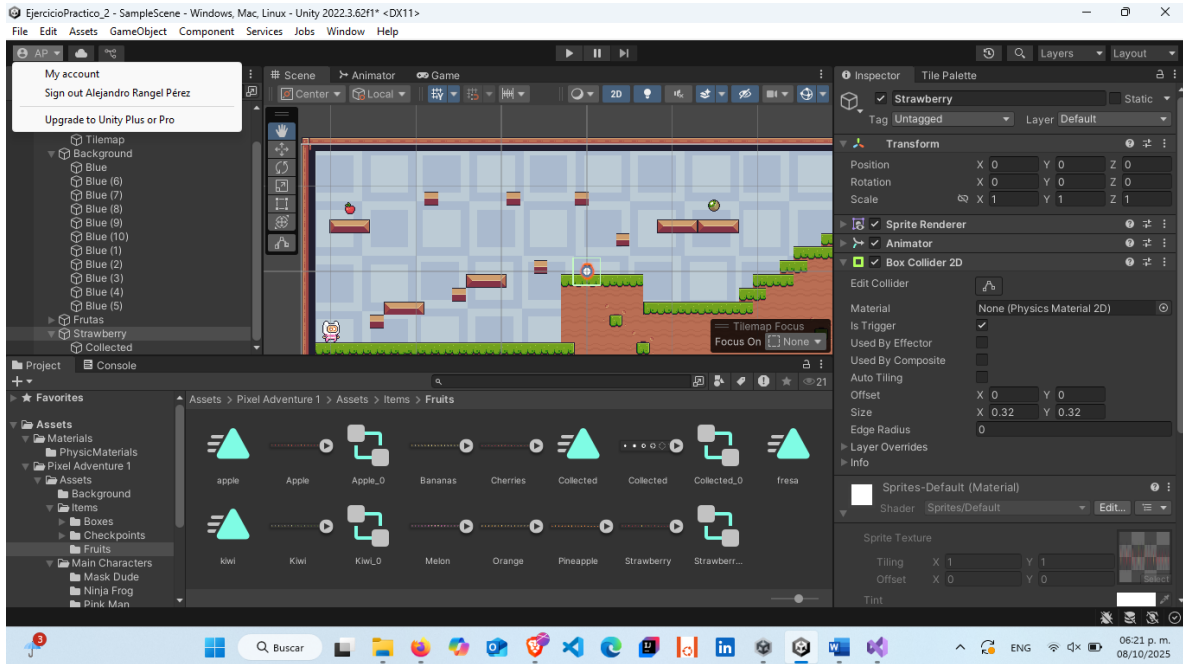 EjercicioPractico_2 - SampleScene - Windows, Mac, Linux - Unity 2022.3.62f1* <DX11>
File Edit Assets GameObject Component Services Jobs Window Help
AP
Layers Layout
My account
Sign out Alejandro Rangel Pérez
Upgrade to Unity Plus or Pro
Tilemap
Background
Blue
Blue (6)
Blue (7)
Blue (8)
Blue (9)
Blue (10)
Blue (1)
Blue (2)
Blue (3)
Blue (4)
Blue (5)
Frutas
Strawberry
Collected
Scene Animator Game
Center Local 2D
Tilemap Focus
Focus On None
Inspector Tile Palette
Strawberry Static
Tag Untagged Layer Default
Transform
Position X 0 Y 0 Z 0
Rotation X 0 Y 0 Z 0
Scale X 1 Y 1 Z 1
Sprite Renderer
Animator
Box Collider 2D
Edit Collider
Material None (Physics Material 2D)
Is Trigger
Used By Effector
Used By Composite
Auto Tiling
Offset X 0 Y 0
Size X 0.32 Y 0.32
Edge Radius 0
Layer Overrides
Info
Sprites-Default (Material)
Shader Sprites/Default Edit...
Sprite Texture
Tiling X 1 Y 1
Offset X 0 Y 0
Select
Tint
Project Console
21
Favorites
Assets
Materials
PhysicMaterials
Pixel Adventure 1
Assets
Background
Items
Boxes
Checkpoints
Fruits
Main Characters
Mask Dude
Ninja Frog
Pink Man
Assets > Pixel Adventure 1 > Assets > Items > Fruits
apple Apple Apple_0 Bananas Cherries Collected Collected Collected_0 fresa
kiwi Kiwi Kiwi_0 Melon Orange Pineapple Strawberry Strawberr...
3
Buscar
ENG
06:21 p. m.
08/10/2025